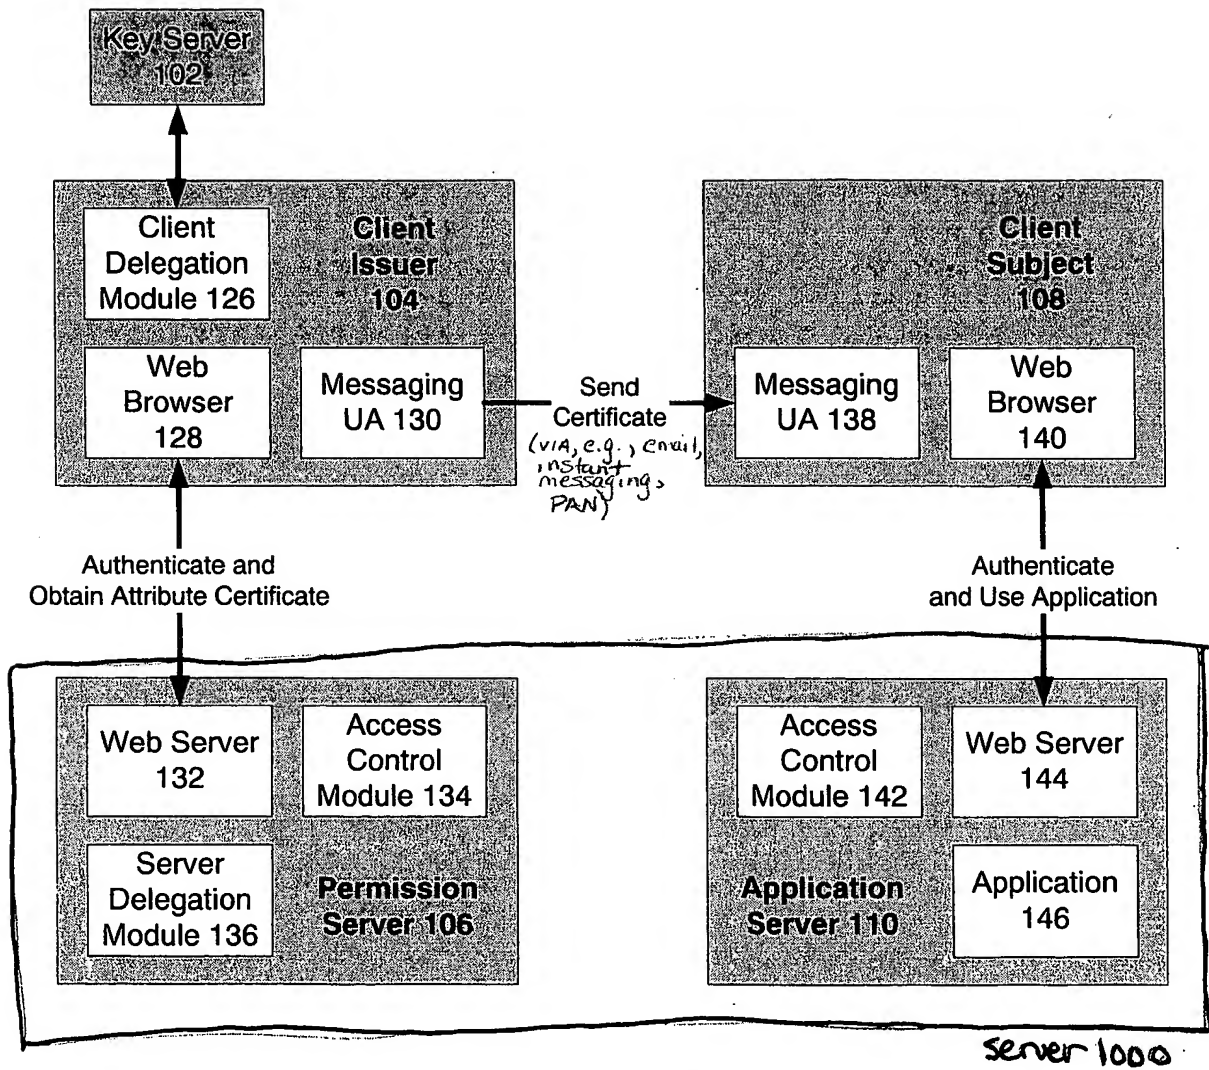 Key Server
102
Client
Delegation
Module 126
Client
Issuer
104
Web
Browser
128
Messaging
UA 130
Send
Certificate
(VIA, e.g., email,
instant
messaging,
PAN)
Client
Subject
108
Messaging
UA 138
Web
Browser
140
Authenticate and
Obtain Attribute Certificate
Authenticate
and Use Application
Web Server
132
Access
Control
Module 134
Server
Delegation
Module 136
Permission
Server 106
Access
Control
Module 142
Web Server
144
Application
Server 110
Application
146
server 1000